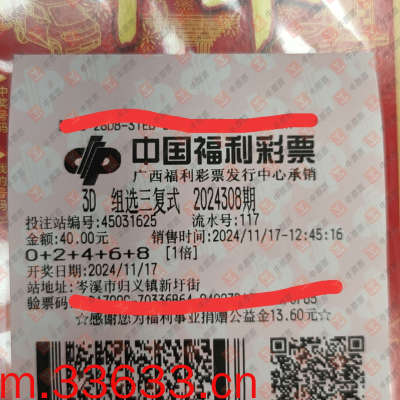 中国福利彩票
广西福利彩票发行中心承销
3D 组选三复式 2024308期
投注站编号:45031625 流水号:117
金额:40.00元 销售时间:2024/11/17-12:45:16
0+2+4+6+8 [1倍]
开奖日期:2024/11/17
站地址:岑溪市归义镇新圩街
验票码:
☆感谢您为福利事业捐赠公益金13.60元☆
m.33633.cn